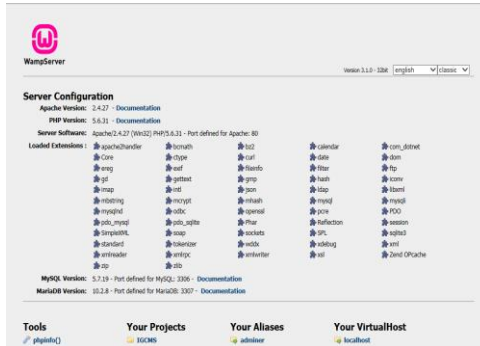 WampServer
Version 3.1.0 - 32bit english classic
Server Configuration
Apache Version: 2.4.27 - Documentation
PHP Version: 5.6.31 - Documentation
Server Software: Apache/2.4.27 (Win32) PHP/5.6.31 - Port defined for Apache: 80
Loaded Extensions : apache2handler bcmath bz2 calendar com_dotnet
Core ctype curl date dom
ereg exif fileinfo filter ftp
gd gettext gmp hash iconv
imap intl json ldap libxml
mbstring mcrypt mhash mysql mysqli
mysqlnd odbc openssl pcre PDO
pdo_mysql pdo_sqlite Phar Reflection session
SimpleXML soap sockets SPL sqlite3
standard tokenizer wddx xdebug xml
xmlreader xmlrpc xmlwriter xsl Zend OPcache
zip zlib
MySQL Version: 5.7.19 - Port defined for MySQL: 3306 - Documentation
MariaDB Version: 10.2.8 - Port defined for MariaDB: 3307 - Documentation
Tools Your Projects Your Aliases Your VirtualHost
phpinfo() IGCMS adminer localhost